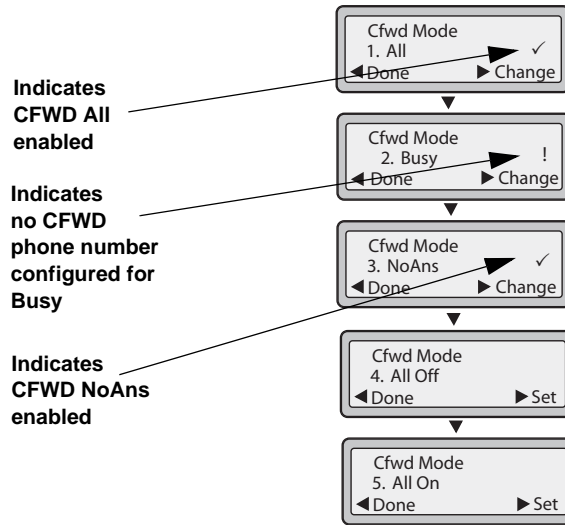 Cfwd Mode
1. All ✓
◀Done ▶Change
▼
Indicates
CFWD All
enabled
Cfwd Mode
2. Busy !
◀Done ▶Change
▼
Indicates
no CFWD
phone number
configured for
Busy
Cfwd Mode
3. NoAns ✓
◀Done ▶Change
▼
Indicates
CFWD NoAns
enabled
Cfwd Mode
4. All Off
◀Done ▶Set
▼
Cfwd Mode
5. All On
◀Done ▶Set